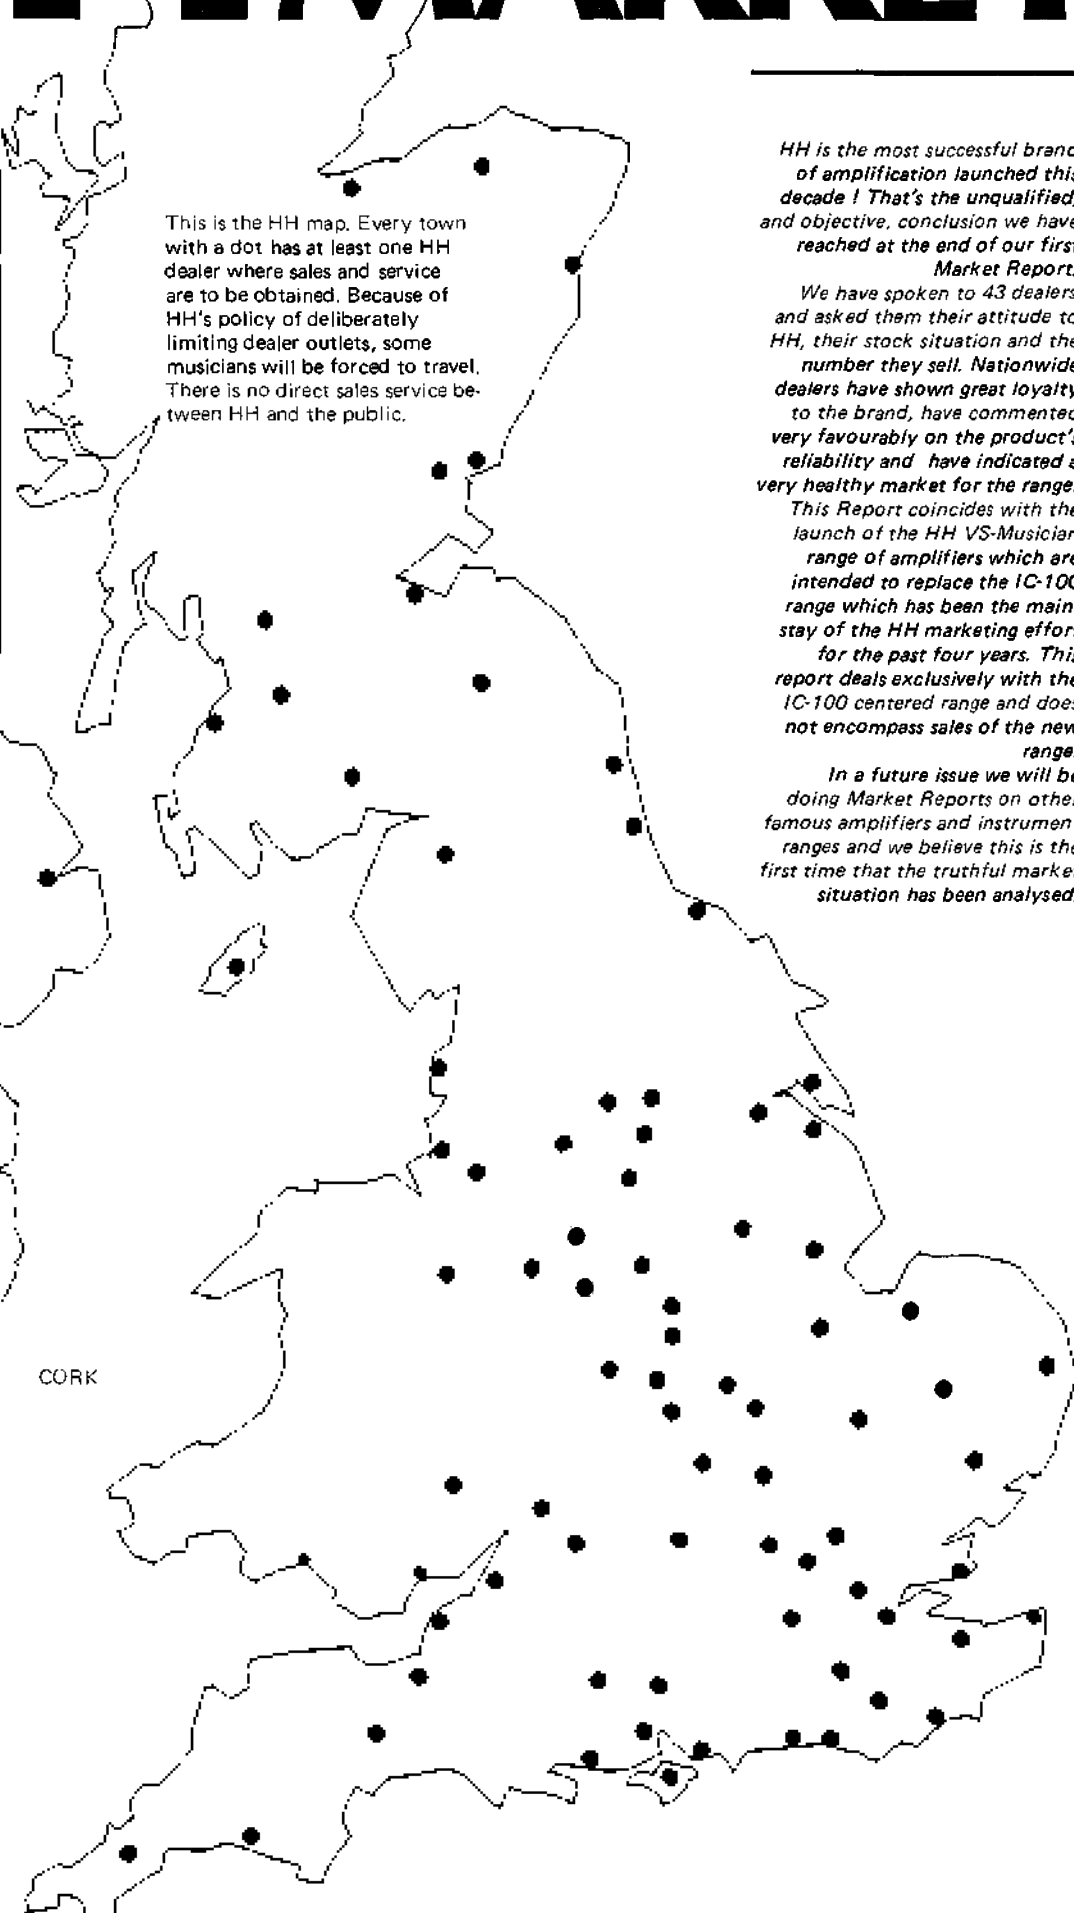 MARKET
This is the HH map. Every town
with a dot has at least one HH
dealer where sales and service
are to be obtained. Because of
HH's policy of deliberately
limiting dealer outlets, some
musicians will be forced to travel.
There is no direct sales service be-
tween HH and the public.
HH is the most successful brand
of amplification launched this
decade ! That's the unqualified,
and objective, conclusion we have
reached at the end of our first
Market Report.
We have spoken to 43 dealers
and asked them their attitude to
HH, their stock situation and the
number they sell. Nationwide
dealers have shown great loyalty
to the brand, have commented
very favourably on the product's
reliability and have indicated a
very healthy market for the range.
This Report coincides with the
launch of the HH VS-Musician
range of amplifiers which are
intended to replace the IC-100
range which has been the main-
stay of the HH marketing effort
for the past four years. This
report deals exclusively with the
IC-100 centered range and does
not encompass sales of the new
range.
In a future issue we will be
doing Market Reports on other
famous amplifiers and instrument
ranges and we believe this is the
first time that the truthful market
situation has been analysed.
CORK